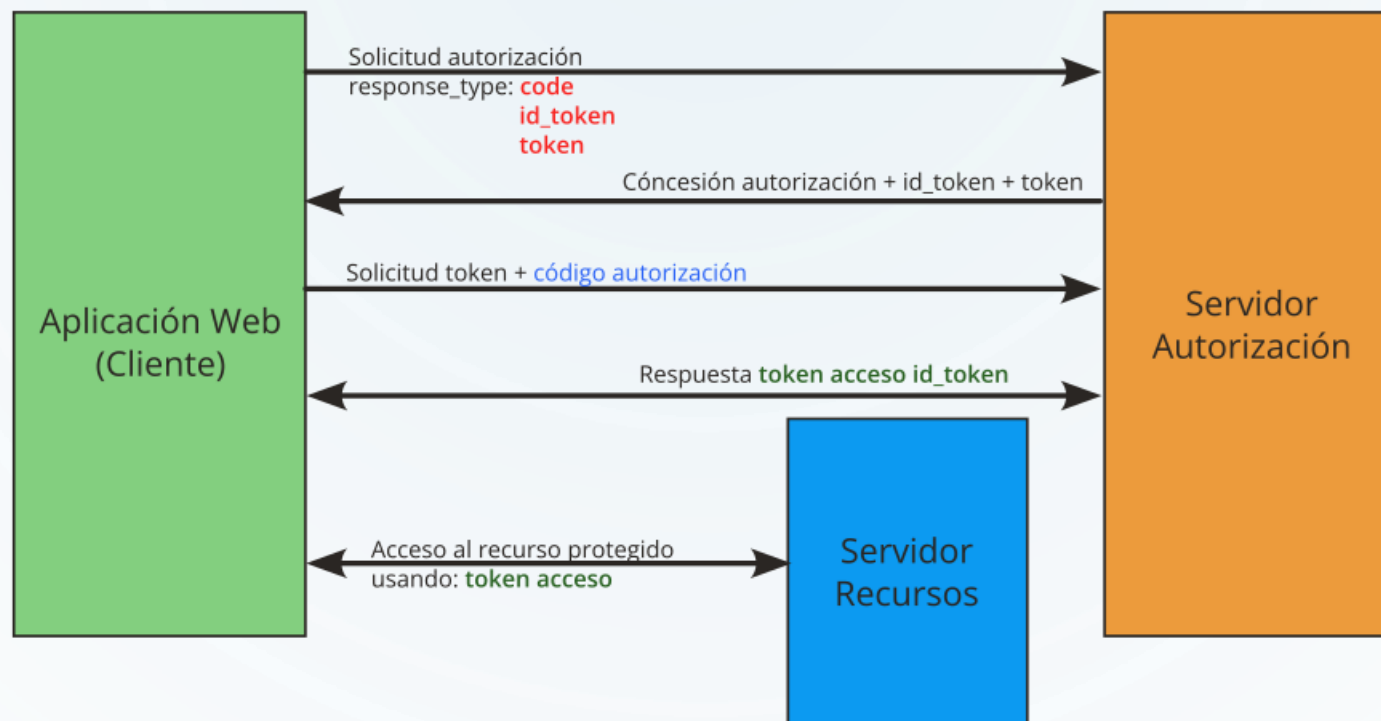 Solicitud autorización
response_type: code
id_token
token
Cóncesión autorización + id_token + token
Solicitud token + código autorización
Aplicación Web
(Cliente)
Servidor
Autorización
Respuesta token acceso id_token
Acceso al recurso protegido
usando: token acceso
Servidor
Recursos